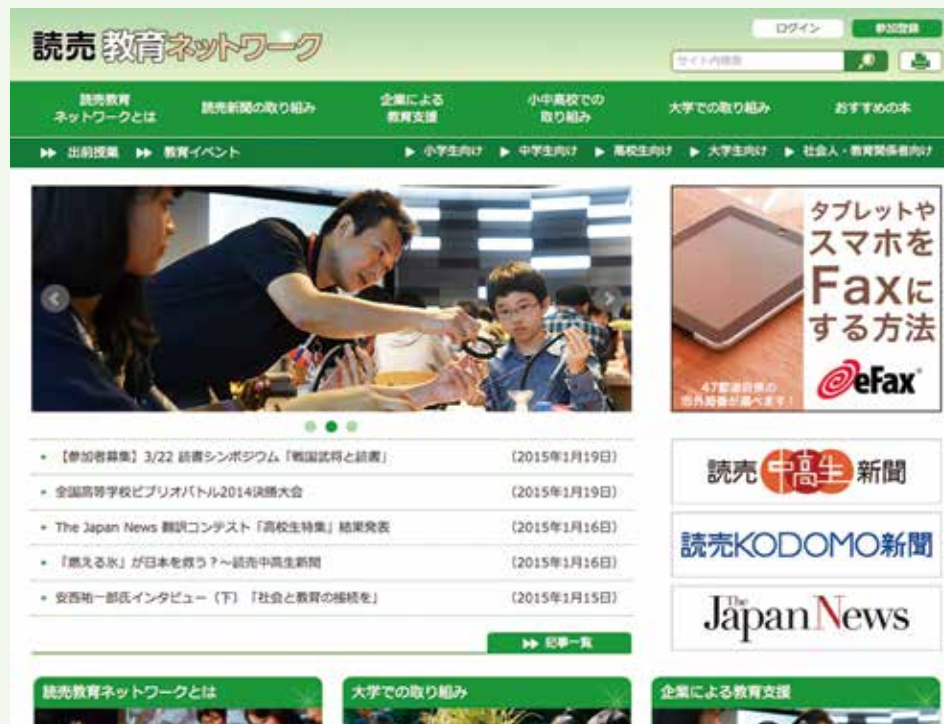 読売 教育ネットワーク
ログイン
参加登録
サイト内検索
読売教育
ネットワークとは
読売新聞の取り組み
企業による
教育支援
小中高校での
取り組み
大学での取り組み
おすすめの本
出前授業
教育イベント
小学生向け
中学生向け
高校生向け
大学生向け
社会人・教育関係者向け
タブレットや
スマホを
Faxに
する方法
47都道府県の
市外局番が選べます！
eFax
【参加者募集】3/22 読書シンポジウム「戦国武将と読書」 (2015年1月19日)
全国高等学校ビブリオバトル2014決勝大会 (2015年1月19日)
The Japan News 翻訳コンテスト「高校生特集」結果発表 (2015年1月16日)
「燃える氷」が日本を救う？～読売中高生新聞 (2015年1月16日)
安西祐一郎氏インタビュー（下）「社会と教育の接続を」 (2015年1月15日)
記事一覧
読売中高生新聞
読売KODOMO新聞
The Japan News
読売教育ネットワークとは
大学での取り組み
企業による教育支援